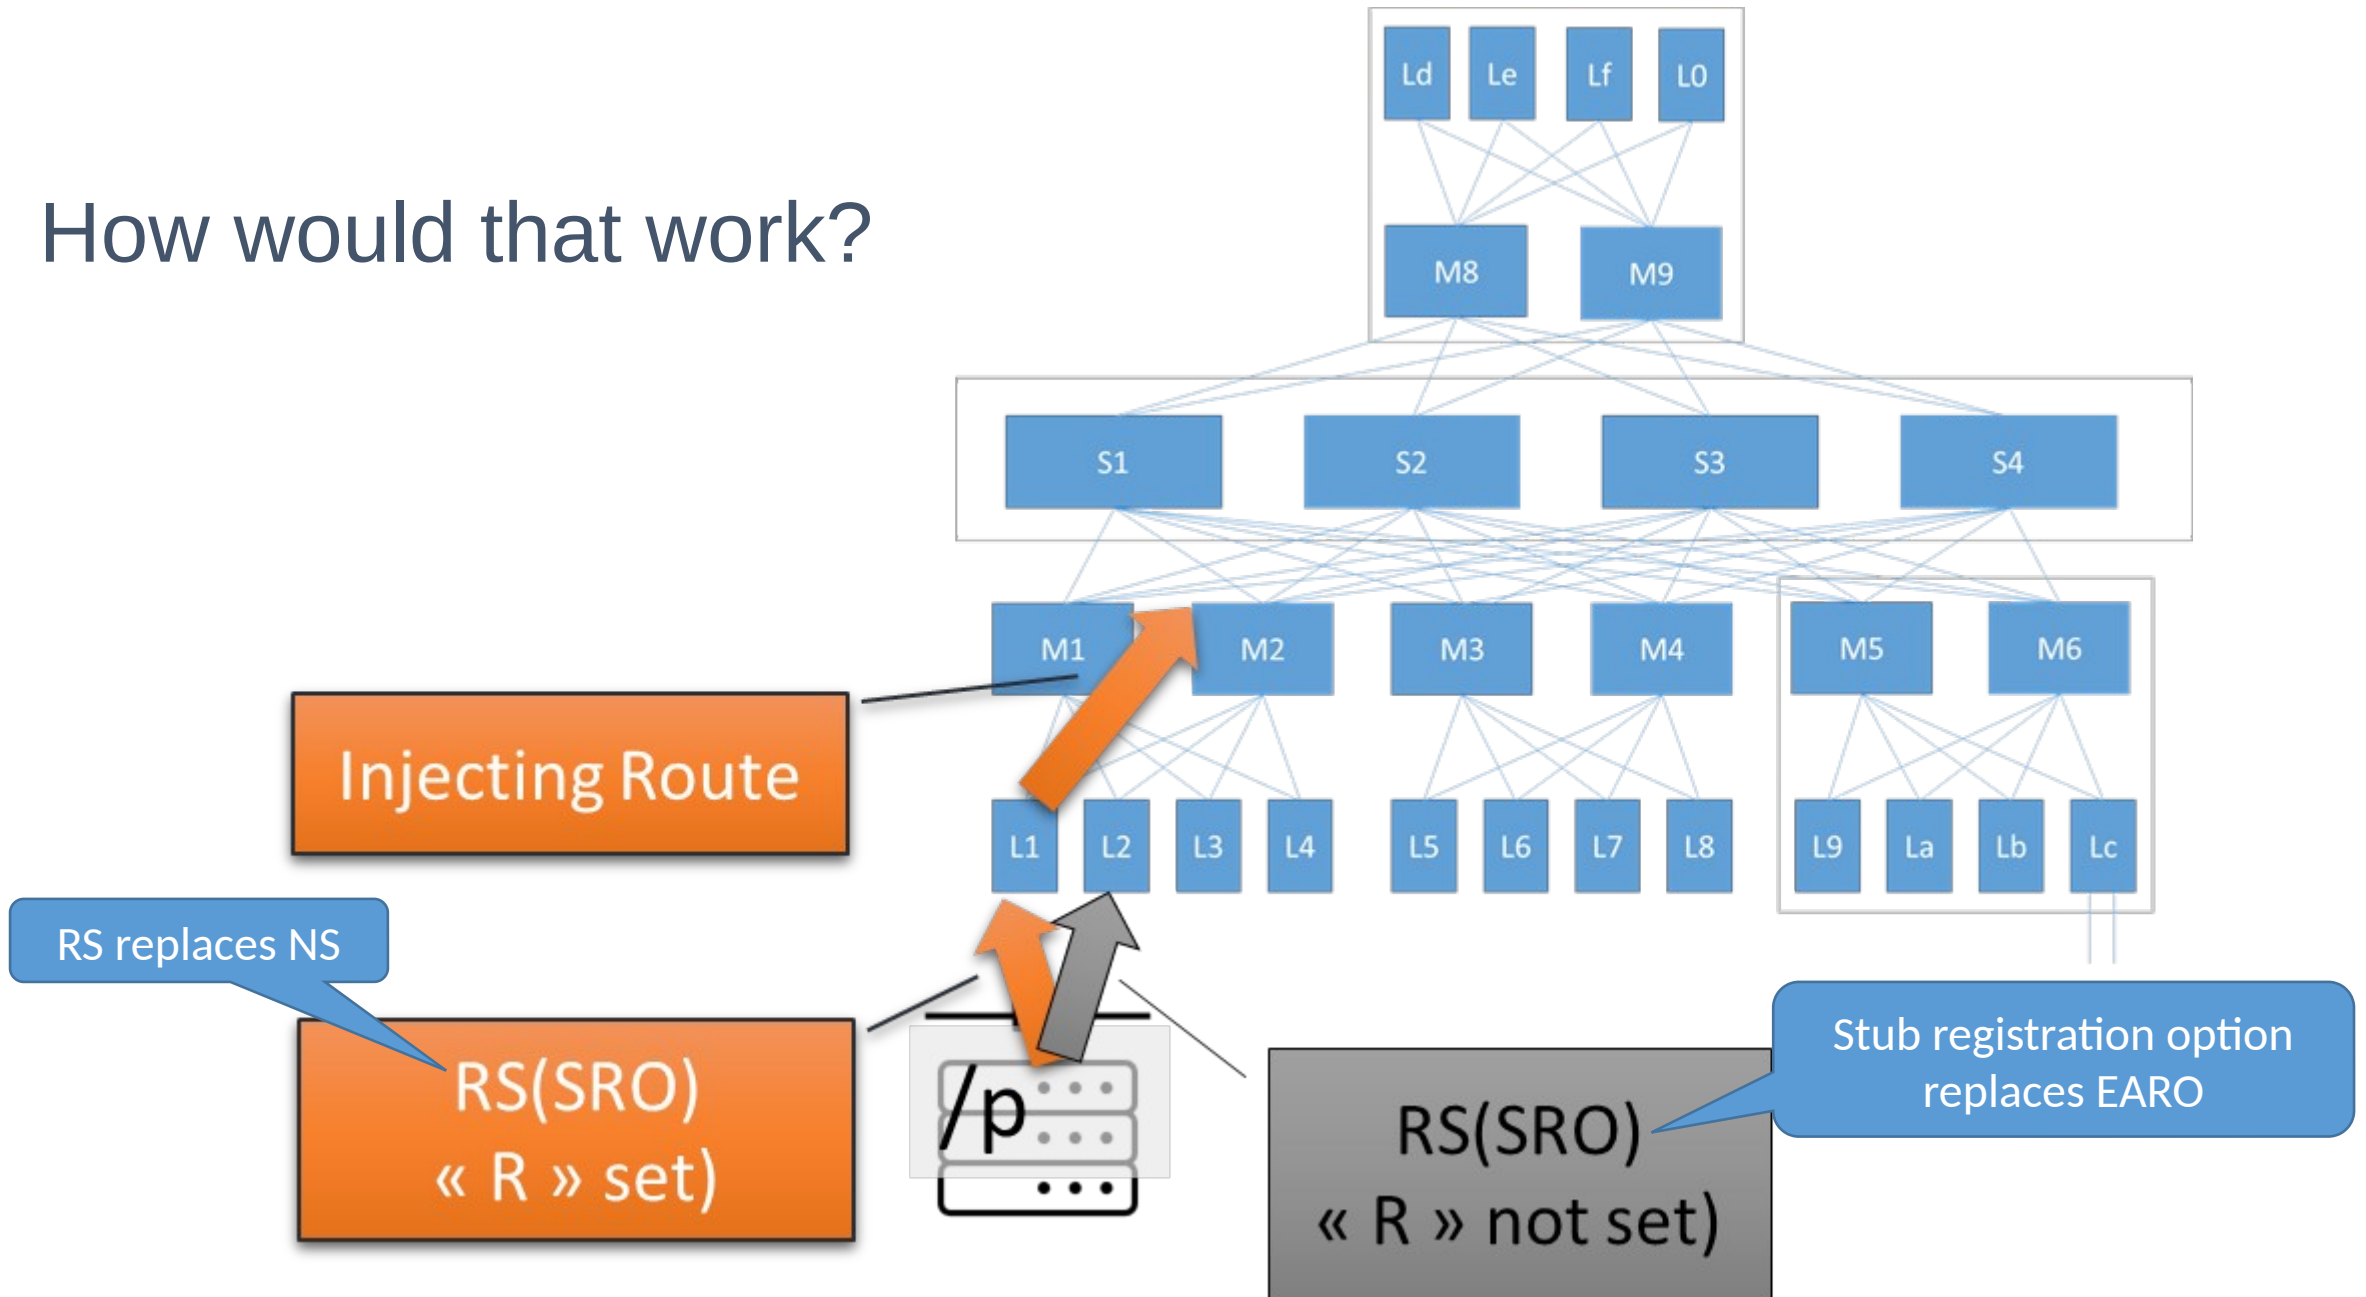 Ld Le Lf L0
How would that work?
M8 M9
S1 S2 S3 S4
M1 M2 M3 M4 M5 M6
Injecting Route
L1 L2 L3 L4 L5 L6 L7 L8 L9 La Lb Lc
RS replaces NS
RS(SRO)
« R » set)
/p
RS(SRO)
« R » not set)
Stub registration option
replaces EARO